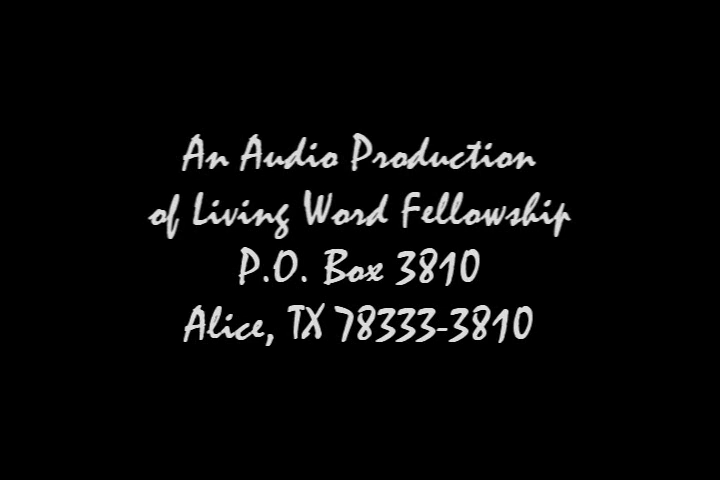 An Audio Production
of Living Word Fellowship
P.O. Box 3810
Alice, TX 78333-3810